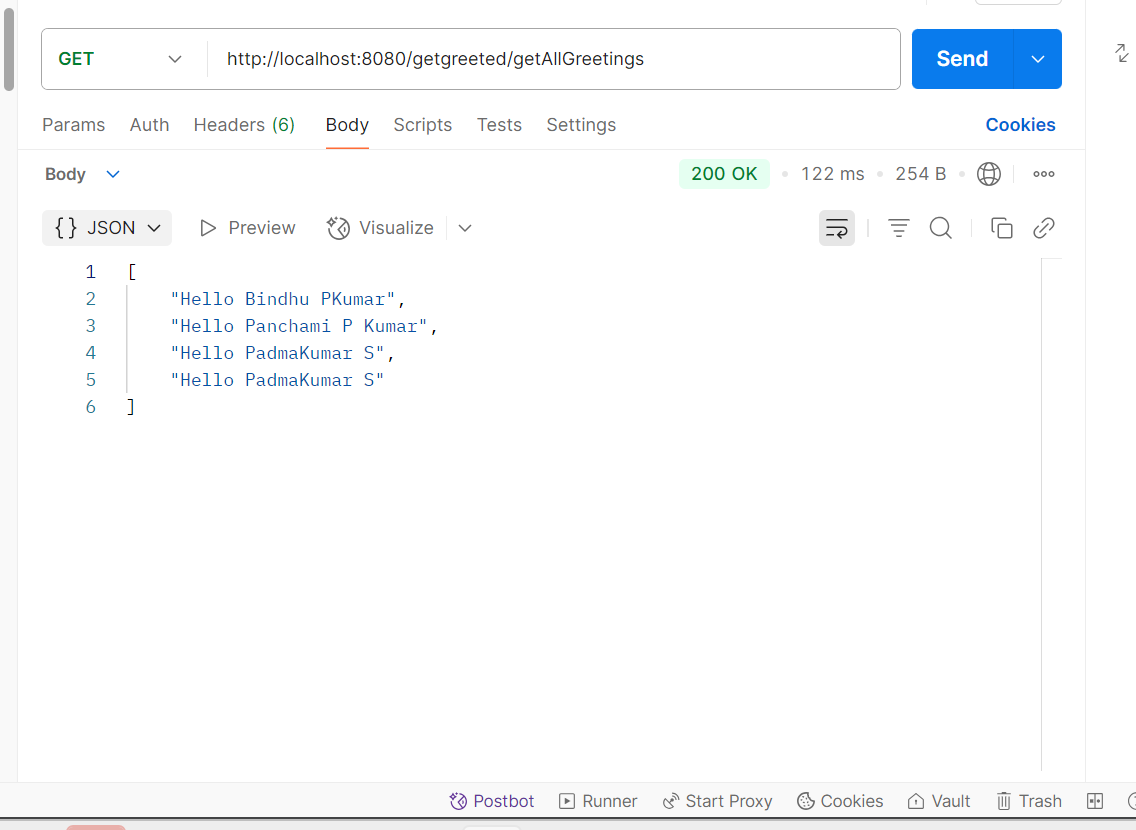 GET http://localhost:8080/getgreeted/getAllGreetings Send
Params Auth Headers (6) Body Scripts Tests Settings Cookies
Body 200 OK 122 ms 254 B
{} JSON Preview Visualize
1 [
2 "Hello Bindhu PKumar",
3 "Hello Panchami P Kumar",
4 "Hello PadmaKumar S",
5 "Hello PadmaKumar S"
6 ]
Postbot Runner Start Proxy Cookies Vault Trash